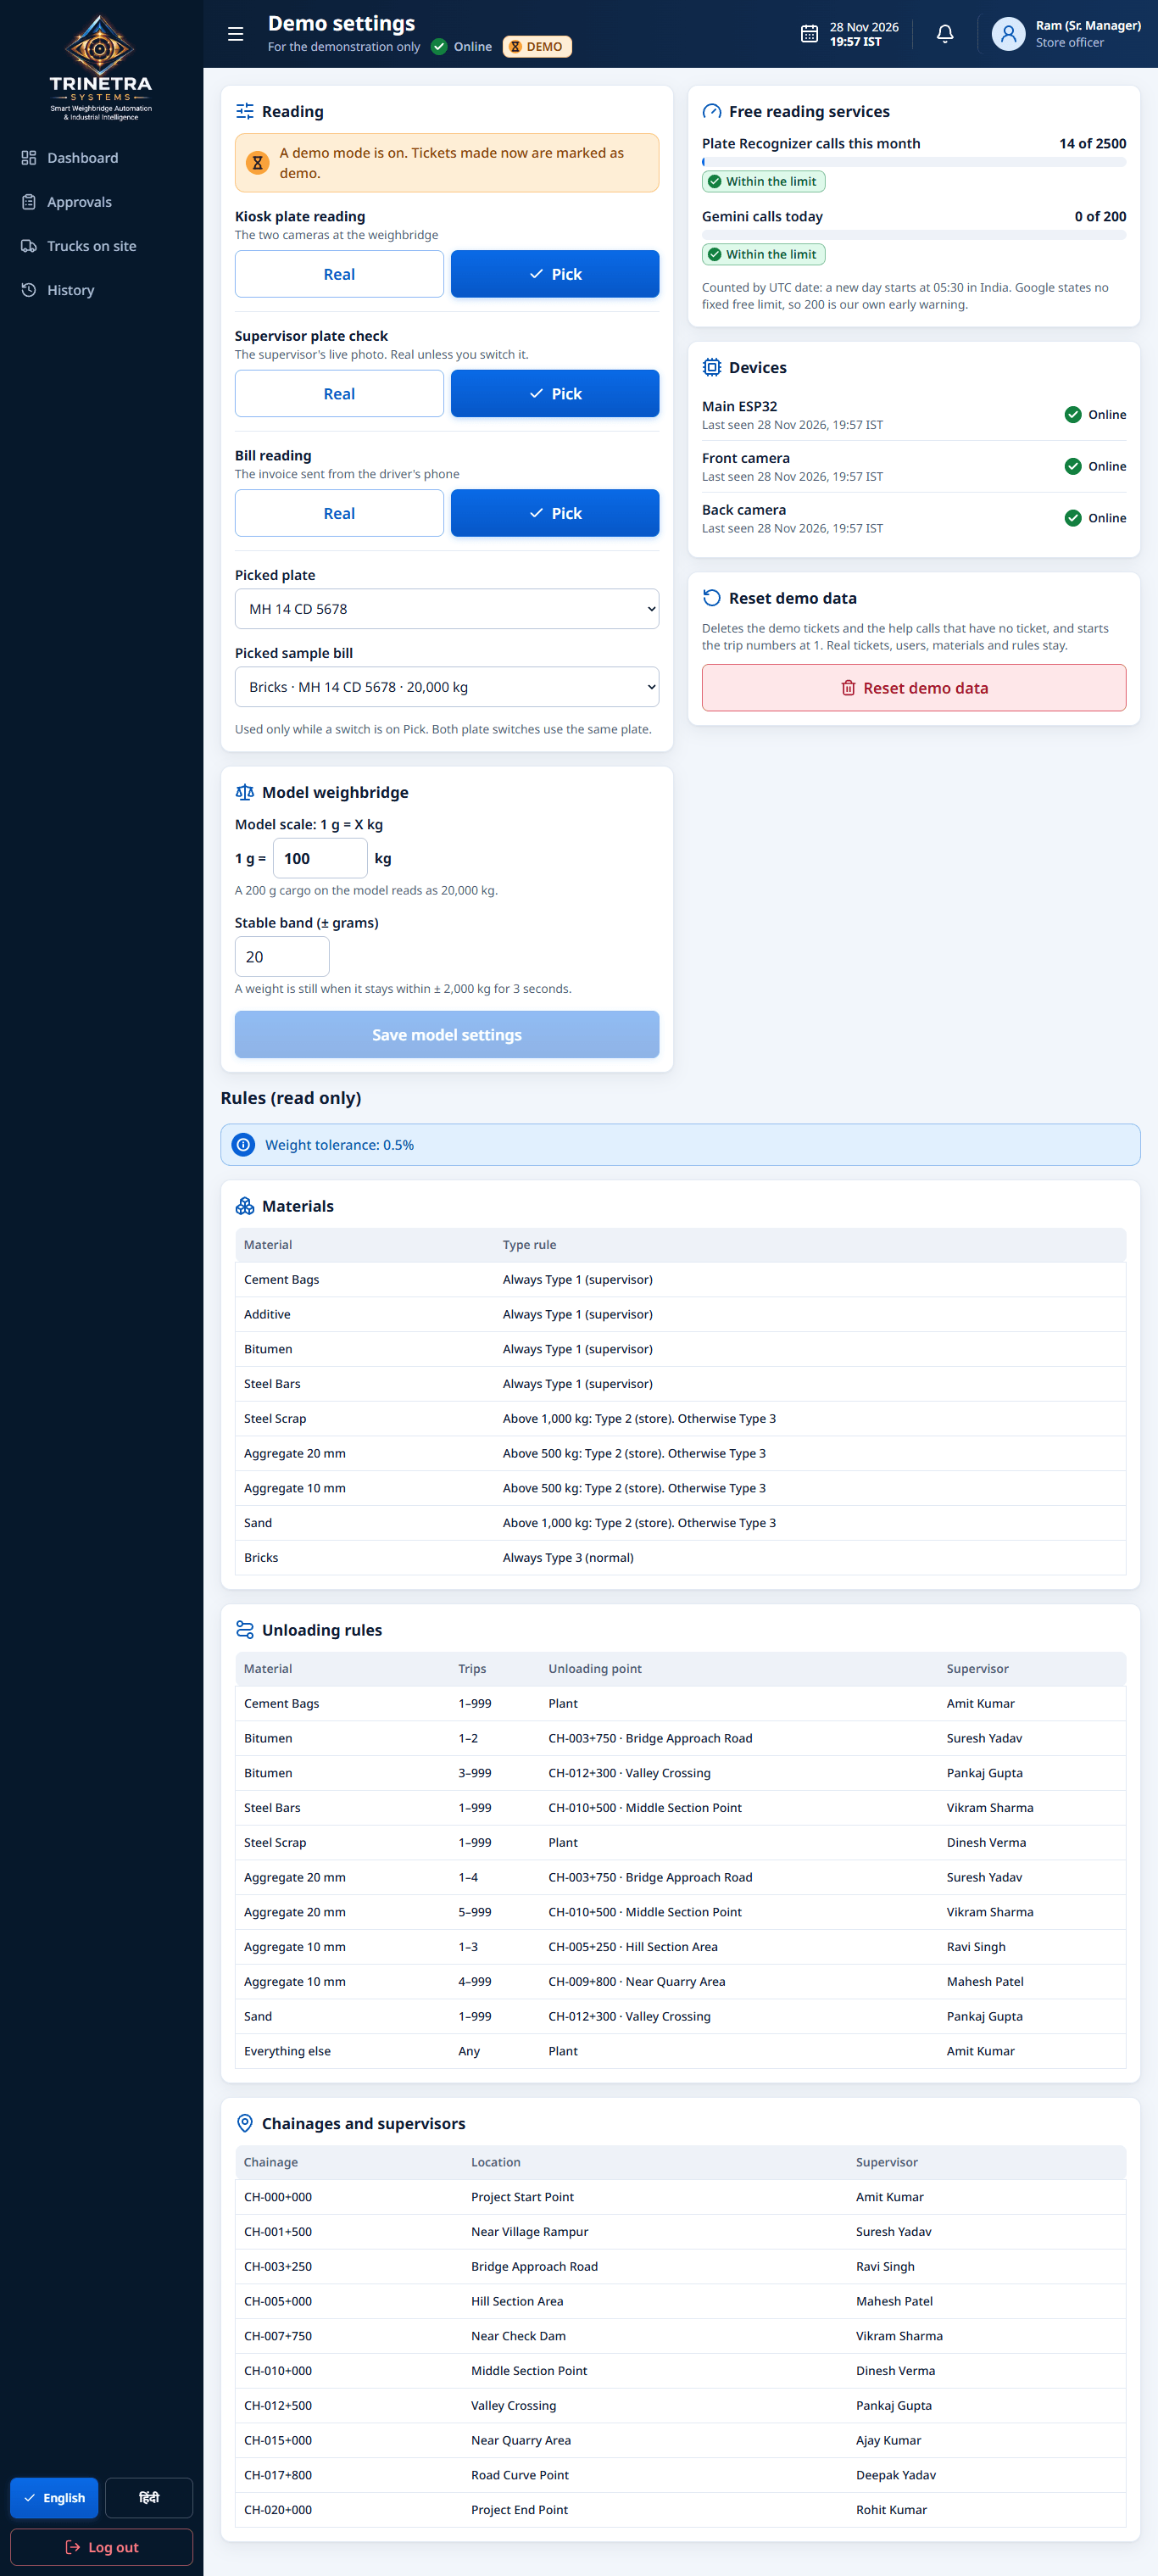 TRINETRA
SYSTEMS
Smart Weighbridge Automation
& Industrial Intelligence
Dashboard
Approvals
Trucks on site
History
English
हिंदी
Log out
Demo settings
For the demonstration only
Online
DEMO
28 Nov 2026
19:57 IST
Ram (Sr. Manager)
Store officer
Reading
A demo mode is on. Tickets made now are marked as
demo.
Kiosk plate reading
The two cameras at the weighbridge
Real
Pick
Supervisor plate check
The supervisor's live photo. Real unless you switch it.
Real
Pick
Bill reading
The invoice sent from the driver's phone
Real
Pick
Picked plate
MH 14 CD 5678
Picked sample bill
Bricks · MH 14 CD 5678 · 20,000 kg
Used only while a switch is on Pick. Both plate switches use the same plate.
Free reading services
Plate Recognizer calls this month 14 of 2500
Within the limit
Gemini calls today 0 of 200
Within the limit
Counted by UTC date: a new day starts at 05:30 in India. Google states no
fixed free limit, so 200 is our own early warning.
Devices
Main ESP32
Last seen 28 Nov 2026, 19:57 IST
Online
Front camera
Last seen 28 Nov 2026, 19:57 IST
Online
Back camera
Last seen 28 Nov 2026, 19:57 IST
Online
Reset demo data
Deletes the demo tickets and the help calls that have no ticket, and starts
the trip numbers at 1. Real tickets, users, materials and rules stay.
Reset demo data
Model weighbridge
Model scale: 1 g = X kg
1 g = 100 kg
A 200 g cargo on the model reads as 20,000 kg.
Stable band (± grams)
20
A weight is still when it stays within ± 2,000 kg for 3 seconds.
Save model settings
Rules (read only)
Weight tolerance: 0.5%
Materials
Material Type rule
Cement Bags Always Type 1 (supervisor)
Additive Always Type 1 (supervisor)
Bitumen Always Type 1 (supervisor)
Steel Bars Always Type 1 (supervisor)
Steel Scrap Above 1,000 kg: Type 2 (store). Otherwise Type 3
Aggregate 20 mm Above 500 kg: Type 2 (store). Otherwise Type 3
Aggregate 10 mm Above 500 kg: Type 2 (store). Otherwise Type 3
Sand Above 1,000 kg: Type 2 (store). Otherwise Type 3
Bricks Always Type 3 (normal)
Unloading rules
Material Trips Unloading point Supervisor
Cement Bags 1–999 Plant Amit Kumar
Bitumen 1–2 CH-003+750 · Bridge Approach Road Suresh Yadav
Bitumen 3–999 CH-012+300 · Valley Crossing Pankaj Gupta
Steel Bars 1–999 CH-010+500 · Middle Section Point Vikram Sharma
Steel Scrap 1–999 Plant Dinesh Verma
Aggregate 20 mm 1–4 CH-003+750 · Bridge Approach Road Suresh Yadav
Aggregate 20 mm 5–999 CH-010+500 · Middle Section Point Vikram Sharma
Aggregate 10 mm 1–3 CH-005+250 · Hill Section Area Ravi Singh
Aggregate 10 mm 4–999 CH-009+800 · Near Quarry Area Mahesh Patel
Sand 1–999 CH-012+300 · Valley Crossing Pankaj Gupta
Everything else Any Plant Amit Kumar
Chainages and supervisors
Chainage Location Supervisor
CH-000+000 Project Start Point Amit Kumar
CH-001+500 Near Village Rampur Suresh Yadav
CH-003+250 Bridge Approach Road Ravi Singh
CH-005+000 Hill Section Area Mahesh Patel
CH-007+750 Near Check Dam Vikram Sharma
CH-010+000 Middle Section Point Dinesh Verma
CH-012+500 Valley Crossing Pankaj Gupta
CH-015+000 Near Quarry Area Ajay Kumar
CH-017+800 Road Curve Point Deepak Yadav
CH-020+000 Project End Point Rohit Kumar